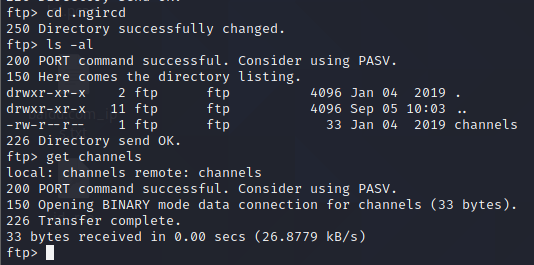 ftp> cd .ngircd
250 Directory successfully changed.
ftp> ls -al
200 PORT command successful. Consider using PASV.
150 Here comes the directory listing.
drwxr-xr-x    2 ftp      ftp          4096 Jan 04  2019 .
drwxr-xr-x   11 ftp      ftp          4096 Sep 05 10:03 ..
-rw-r--r--    1 ftp      ftp            33 Jan 04  2019 channels
226 Directory send OK.
ftp> get channels
local: channels remote: channels
200 PORT command successful. Consider using PASV.
150 Opening BINARY mode data connection for channels (33 bytes).
226 Transfer complete.
33 bytes received in 0.00 secs (26.8779 kB/s)
ftp>